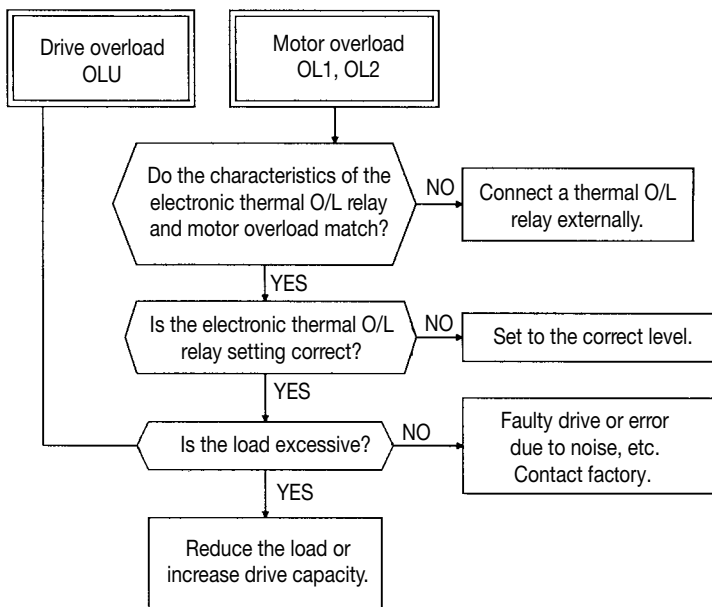 Drive overload
OLU
Motor overload
OL1, OL2
Do the characteristics of the
electronic thermal O/L relay
and motor overload match?
NO
Connect a thermal O/L
relay externally.
YES
Is the electronic thermal O/L
relay setting correct?
NO
Set to the correct level.
YES
Is the load excessive?
NO
Faulty drive or error
due to noise, etc.
Contact factory.
YES
Reduce the load or
increase drive capacity.